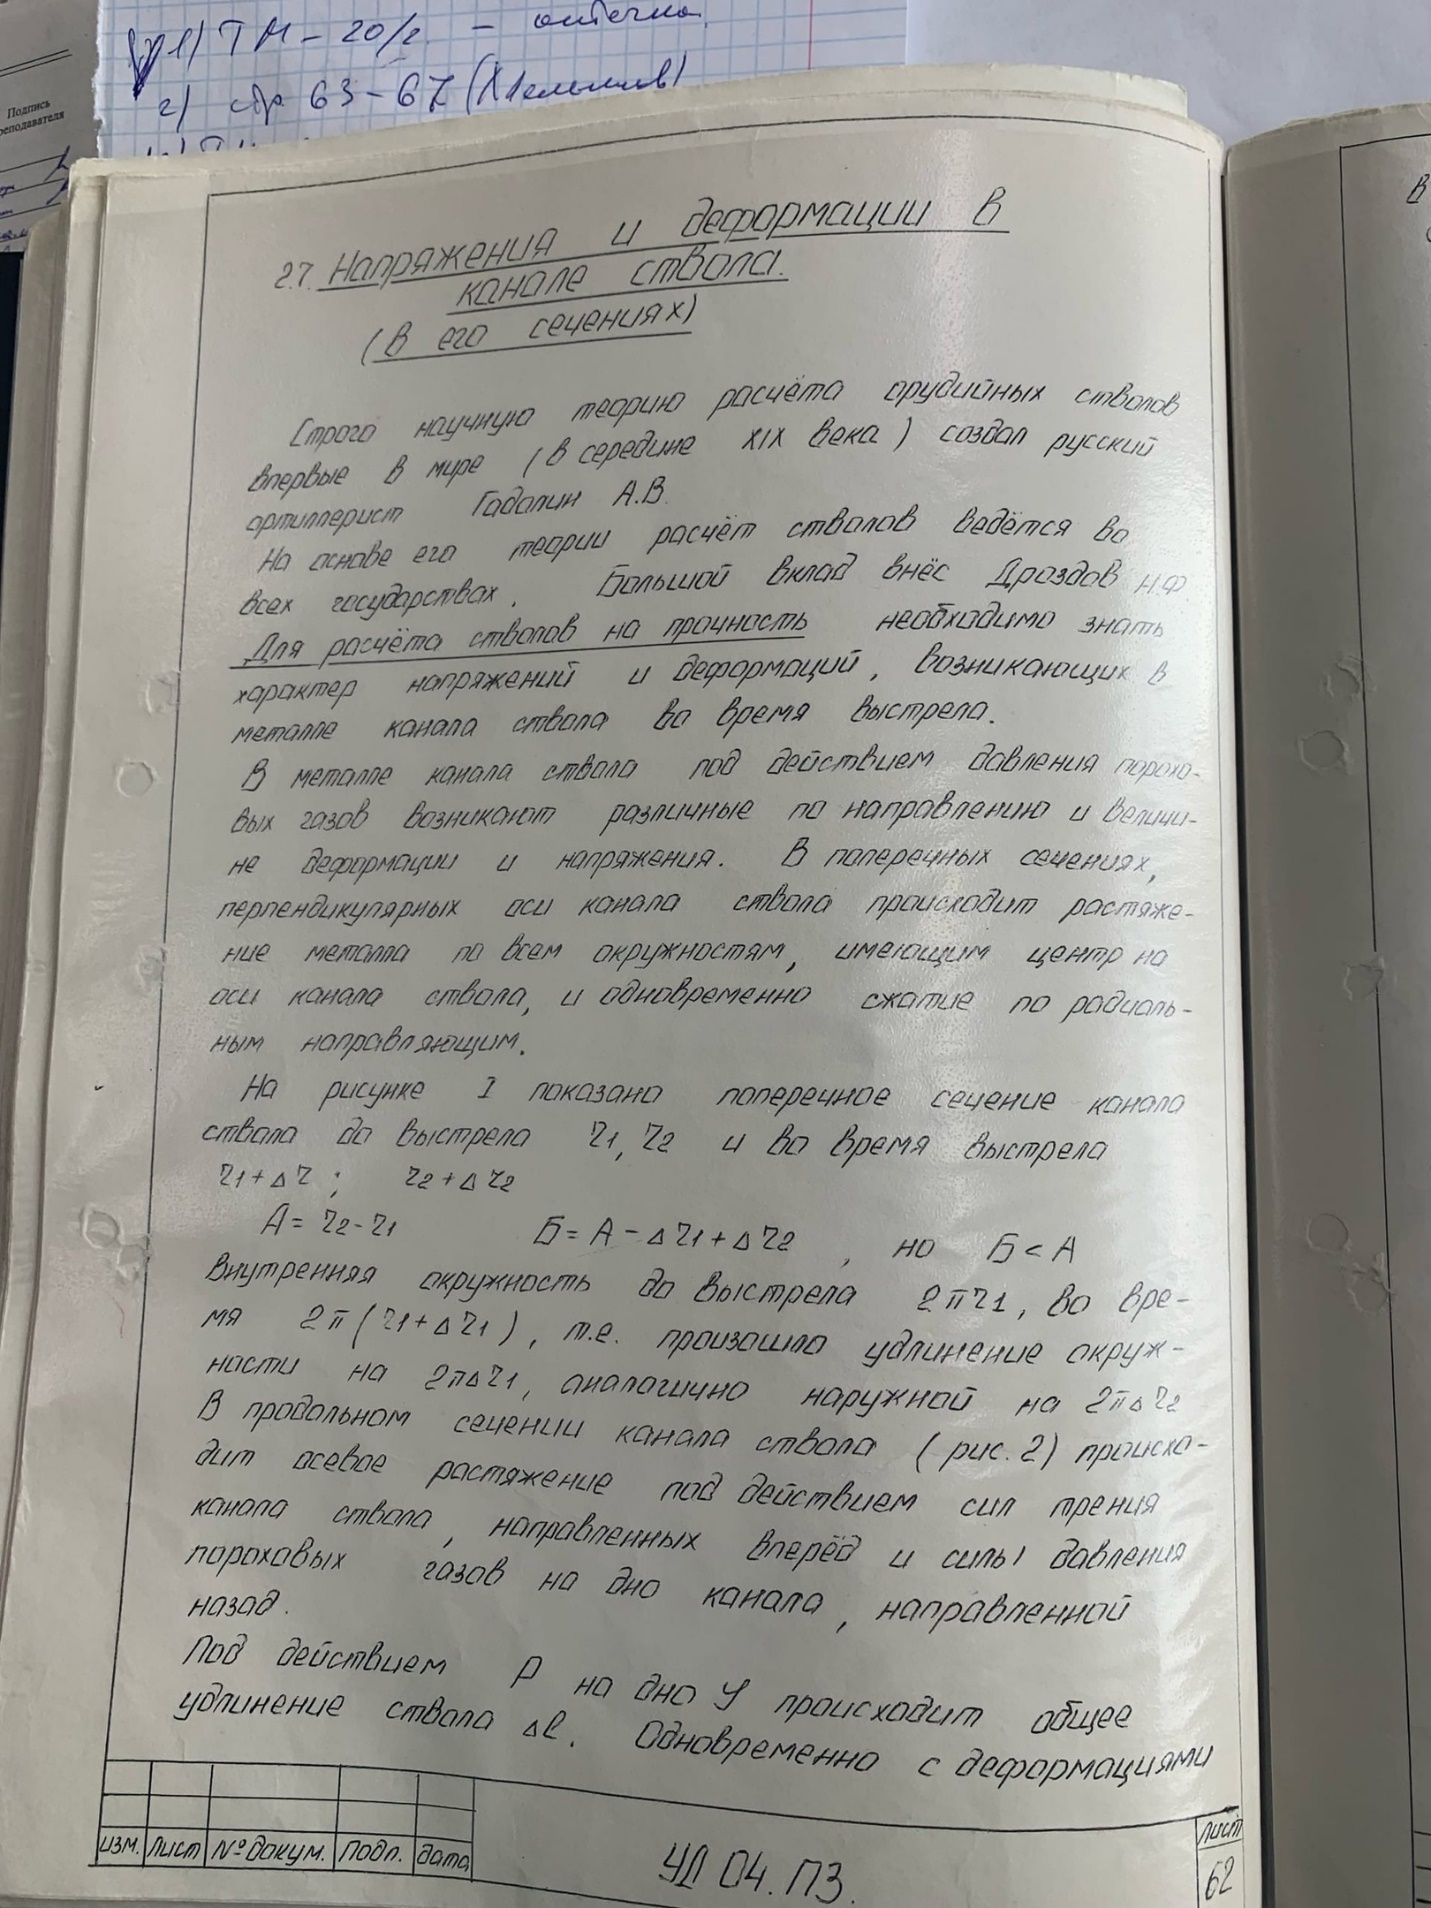 1) ТМ-20/2 -
2) стр 63-67
Подпись
преподавателя
2.7. Напряжения и деформации в
канале ствола.
(в его сечениях)
Строго научную теорию расчёта орудийных стволов
впервые в мире (в середине XIX века) создал русский
артиллерист Гадолин А.В.
На основе его теории расчёт стволов ведётся во
всех государствах. Большой вклад внёс Дроздов Н.Ф
Для расчёта стволов на прочность необходимо знать
характер напряжений и деформаций, возникающих в
металле канала ствола во время выстрела.
В металле канала ствола под действием давления порохо-
вых газов возникают различные по направлению и величи-
не деформации и напряжения. В поперечных сечениях,
перпендикулярных оси канала ствола происходит растяже-
ние металла по всем окружностям, имеющим центр на
оси канала ствола, и одновременно сжатие по радиаль-
ным направляющим.
На рисунке I показано поперечное сечение канала
ствола до выстрела r1, r2 и во время выстрела
r1+Δr; r2+Δr2
А=r2-r1 Б=А-Δr1+Δr2, но Б<А
Внутренняя окружность до выстрела 2πr1, во вре-
мя 2π(r1+Δr1), т.е. произошло удлинение окруж-
ности на 2πΔr1, аналогично наружной на 2πΔr2
В продольном сечении канала ствола (рис.2) происхо-
дит осевое растяжение под действием сил трения
канала ствола, направленных вперёд и силы давления
пороховых газов на дно канала, направленной
назад.
Под действием Р на дно У происходит общее
удлинение ствола Δl. Одновременно с деформациями
изм. Лист № докум. Подп. дата
УД 04.ПЗ.
Лист
62